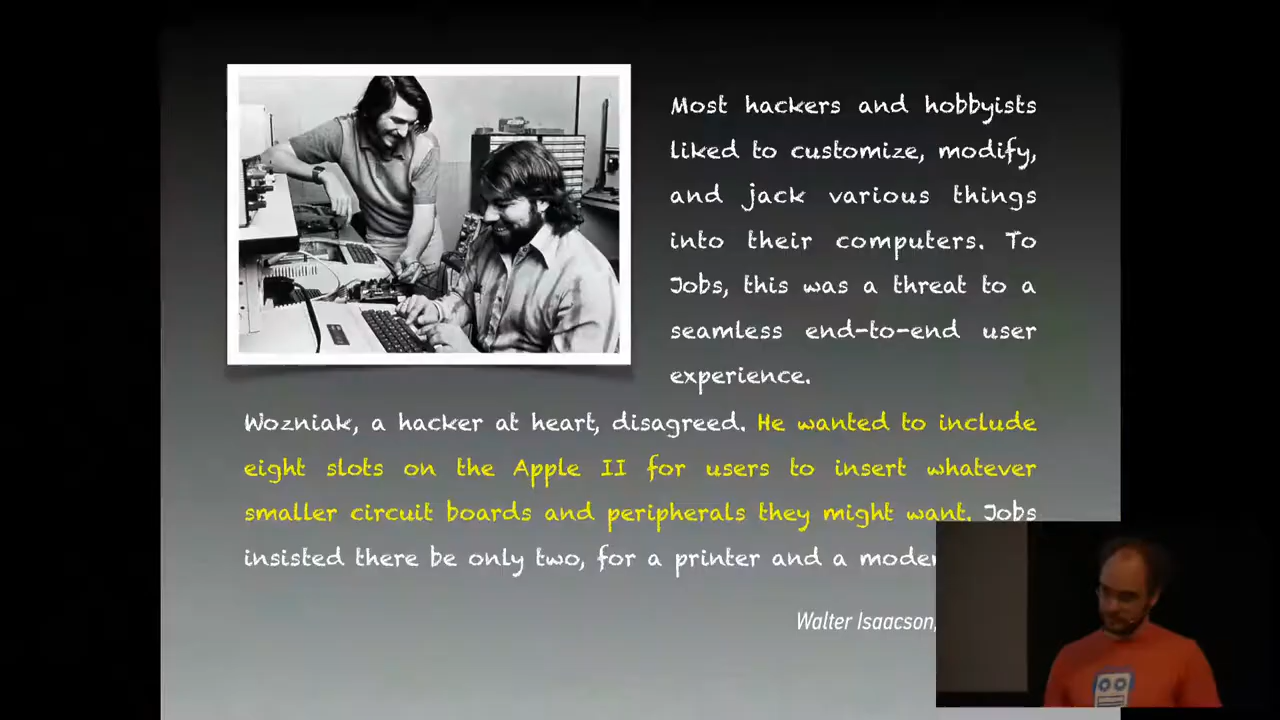 Most hackers and hobbyists
liked to customize, modify,
and jack various things
into their computers. To
Jobs, this was a threat to a
seamless end-to-end user
experience.
Wozniak, a hacker at heart, disagreed. He wanted to include
eight slots on the Apple II for users to insert whatever
smaller circuit boards and peripherals they might want. Jobs
insisted there be only two, for a printer and a
Walter Isaacson,